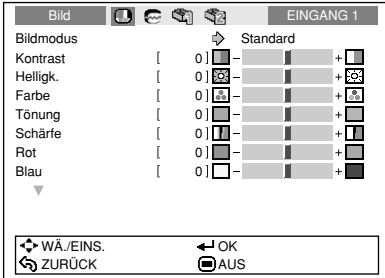 Bild EINGANG 1
Bildmodus Standard
Kontrast [ 0 ] – +
Helligk. [ 0 ] – +
Farbe [ 0 ] – +
Tönung [ 0 ] – +
Schärfe [ 0 ] – +
Rot [ 0 ] – +
Blau [ 0 ] – +
WÄ./EINS. OK
ZURÜCK AUS